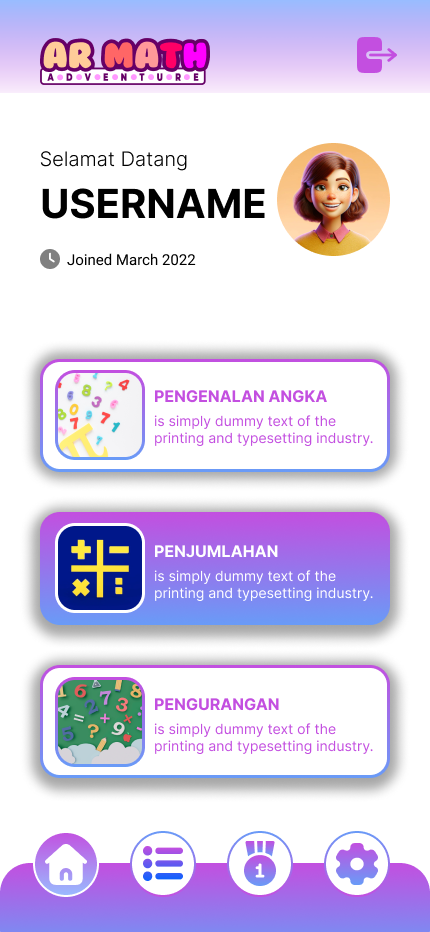 AR MATH
ADVENTURE
Selamat Datang
USERNAME
Joined March 2022
PENGENALAN ANGKA
is simply dummy text of the
printing and typesetting industry.
PENJUMLAHAN
is simply dummy text of the
printing and typesetting industry.
PENGURANGAN
is simply dummy text of the
printing and typesetting industry.
1